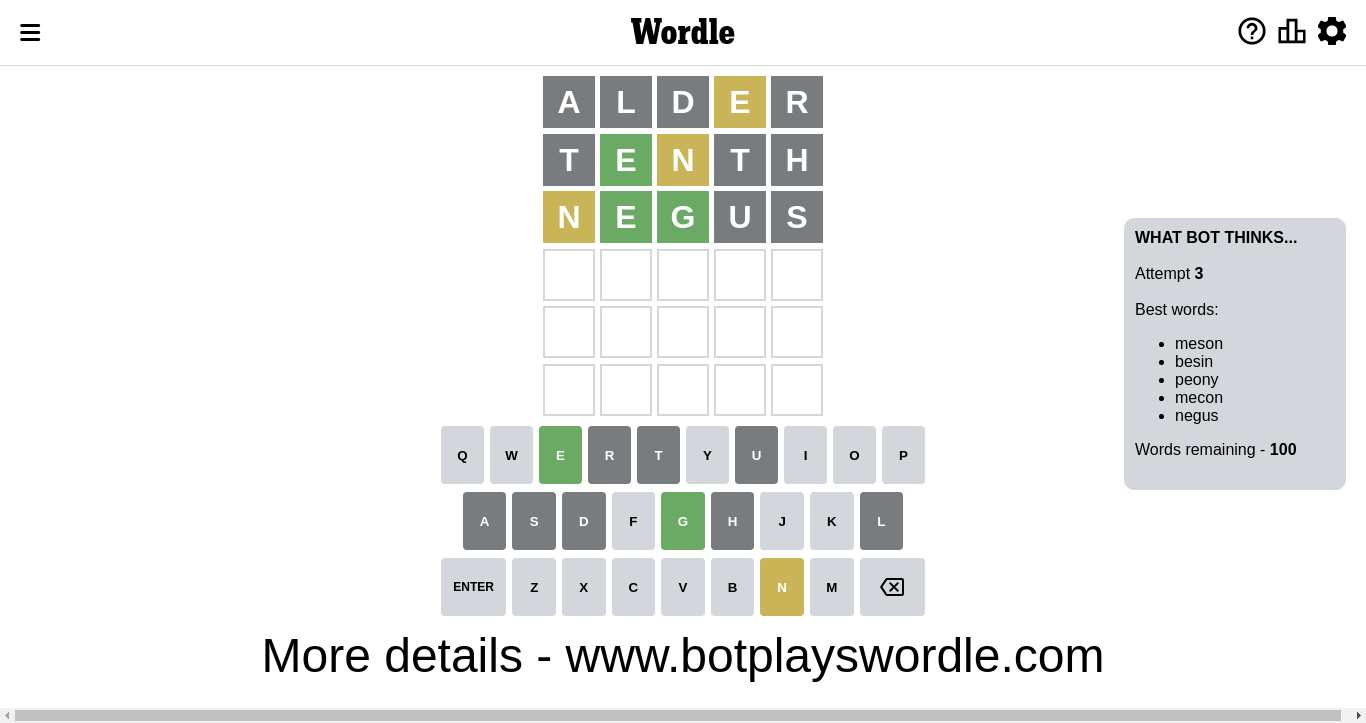 Wordle
A L D E R
T E N T H
N E G U S
WHAT BOT THINKS...
Attempt 3
Best words:
meson
besin
peony
mecon
negus
Words remaining - 100
Q W E R T Y U I O P
A S D F G H J K L
ENTER Z X C V B N M
More details - www.botplayswordle.com